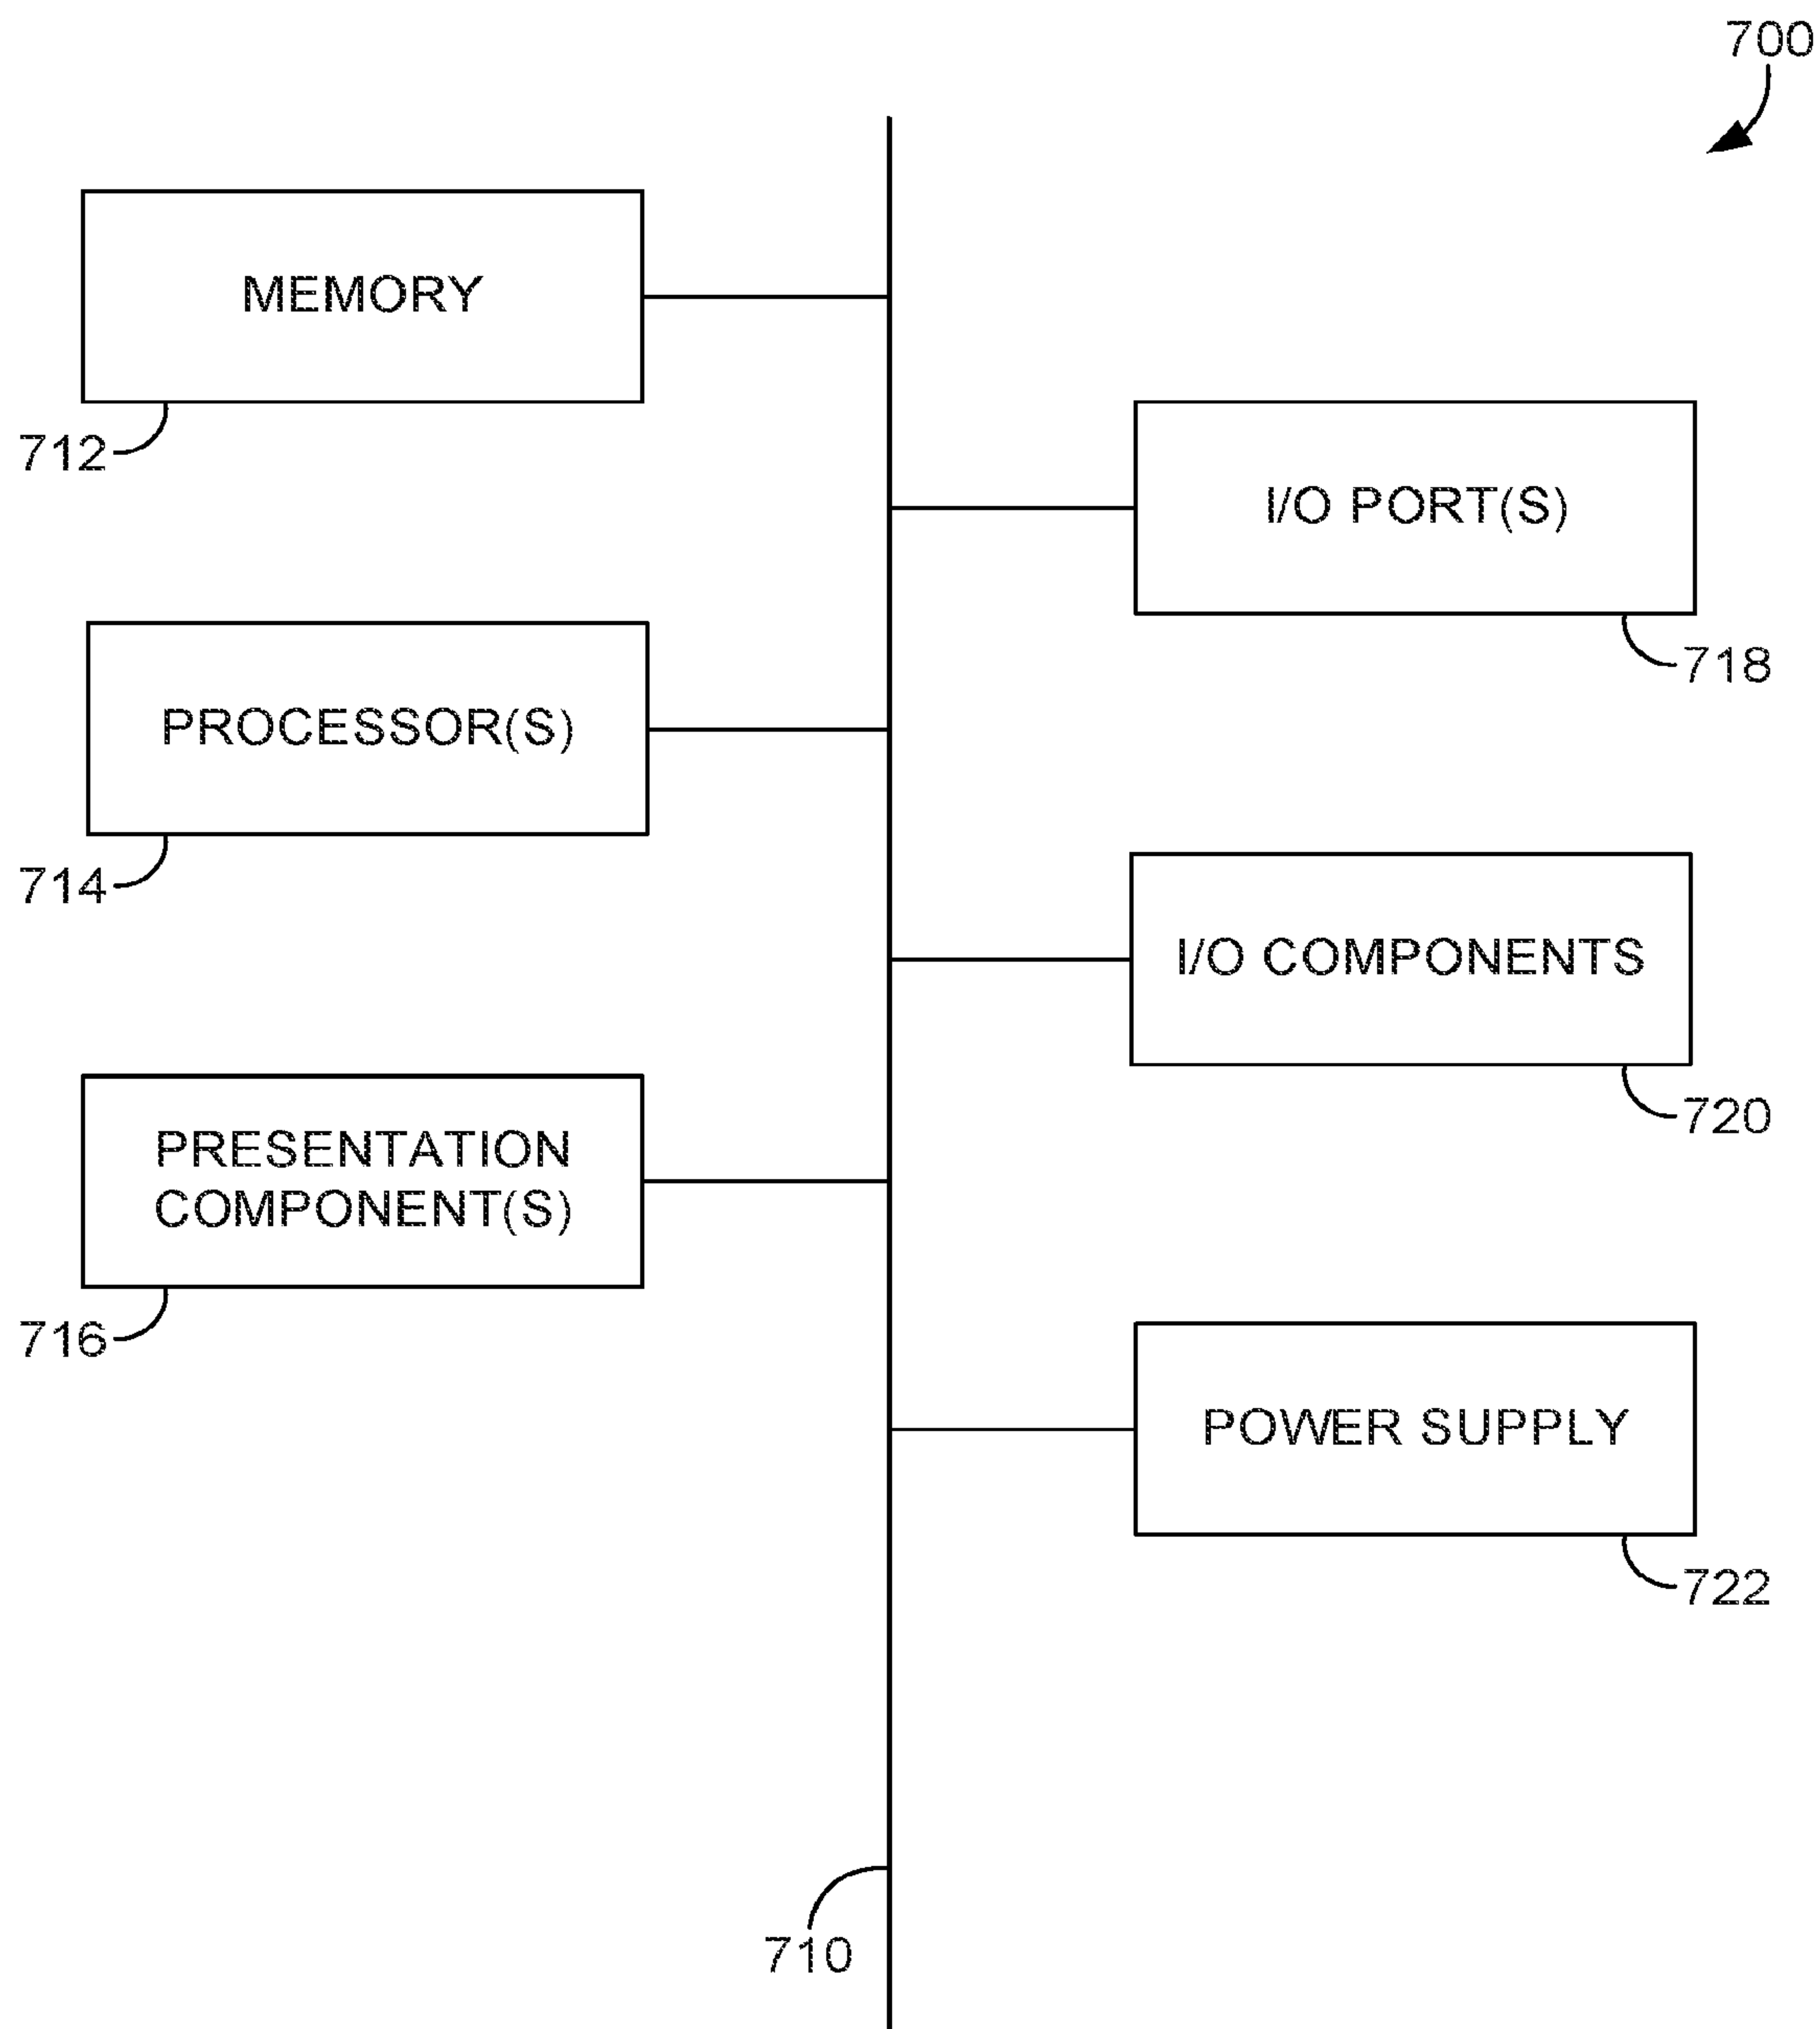 700
MEMORY
712
I/O PORT(S)
718
PROCESSOR(S)
714
I/O COMPONENTS
720
PRESENTATION
COMPONENT(S)
716
POWER SUPPLY
722
710